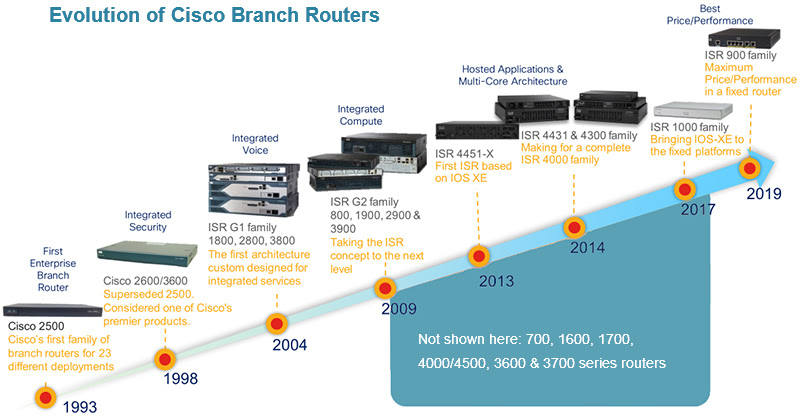 Evolution of Cisco Branch Routers
First
Enterprise
Branch
Router
Cisco 2500
Cisco's first family of
branch routers for 23
different deployments
1993
Integrated
Security
Cisco 2600/3600
Superseded 2500.
Considered one of Cisco's
premier products.
1998
Integrated
Voice
ISR G1 family
1800, 2800, 3800
The first architecture
custom designed for
integrated services
2004
Integrated
Compute
ISR G2 family
800, 1900, 2900 &
3900
Taking the ISR
concept to the next
level
2009
Hosted Applications &
Multi-Core Architecture
ISR 4451-X
First ISR based
on IOS XE
2013
ISR 4431 & 4300 family
Making for a complete
ISR 4000 family
2014
ISR 1000 family
Bringing IOS-XE to
the fixed platforms
2017
Best
Price/Performance
ISR 900 family
Maximum
Price/Performance
in a fixed router
2019
Not shown here: 700, 1600, 1700,
4000/4500, 3600 & 3700 series routers